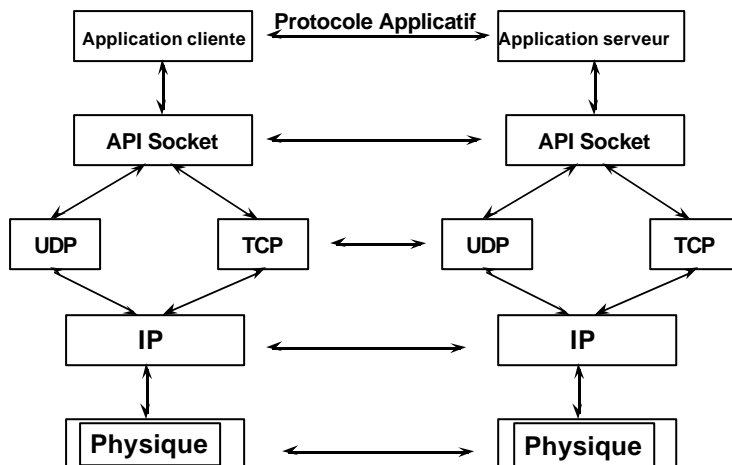 Protocole Applicatif
Application cliente
Application serveur
API Socket
API Socket
UDP
TCP
UDP
TCP
IP
IP
Physique
Physique